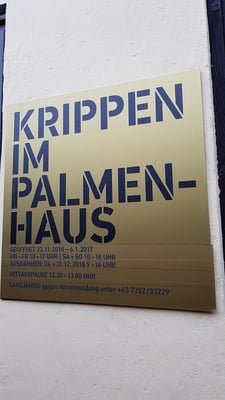 KRIPPEN
IM
PALMEN-
HAUS
GEÖFFNET 23.11.2018 – 6.1.2019
MO – FR 15 – 17 UHR | SA + SO 10 – 18 UHR
AUSNAHMEN: 24. + 31.12.2018 9 – 14 UHR
MITTAGSPAUSE 12.30 – 13.00 UHR
GANZJÄHRIG gegen Voranmeldung unter +43 7252/53229